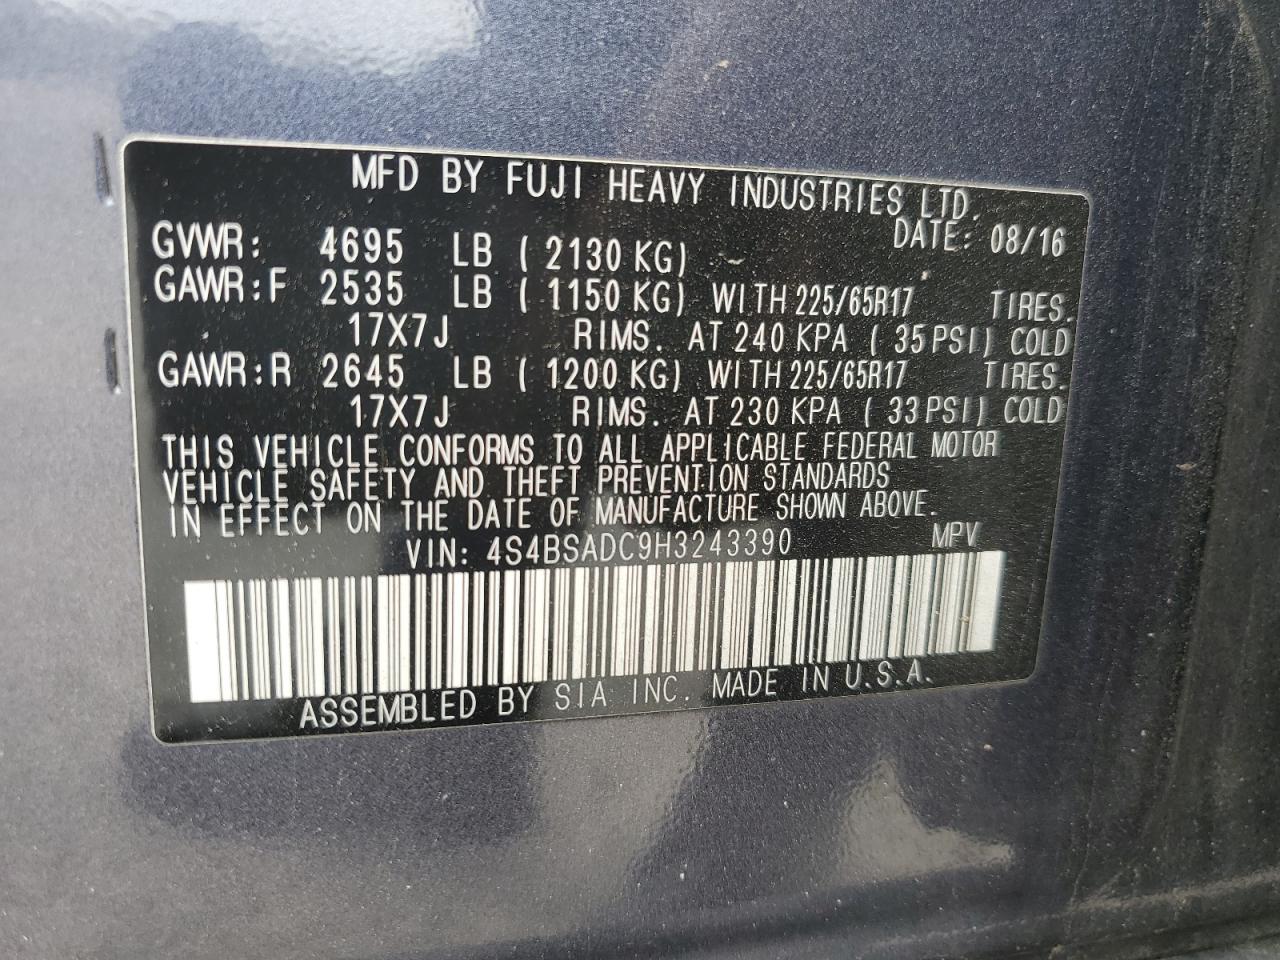 MFD BY FUJI HEAVY INDUSTRIES LTD.
DATE: 08/16
GVWR: 4695 LB ( 2130 KG)
GAWR:F 2535 LB ( 1150 KG) WITH 225/65R17 TIRES.
17X7J RIMS. AT 240 KPA ( 35 PSI) COLD
GAWR:R 2645 LB ( 1200 KG) WITH 225/65R17 TIRES.
17X7J RIMS. AT 230 KPA ( 33 PSI) COLD
THIS VEHICLE CONFORMS TO ALL APPLICABLE FEDERAL MOTOR
VEHICLE SAFETY AND THEFT PREVENTION STANDARDS
IN EFFECT ON THE DATE OF MANUFACTURE SHOWN ABOVE.
VIN: 4S4BSADC9H3243390 MPV
ASSEMBLED BY SIA INC. MADE IN U.S.A.